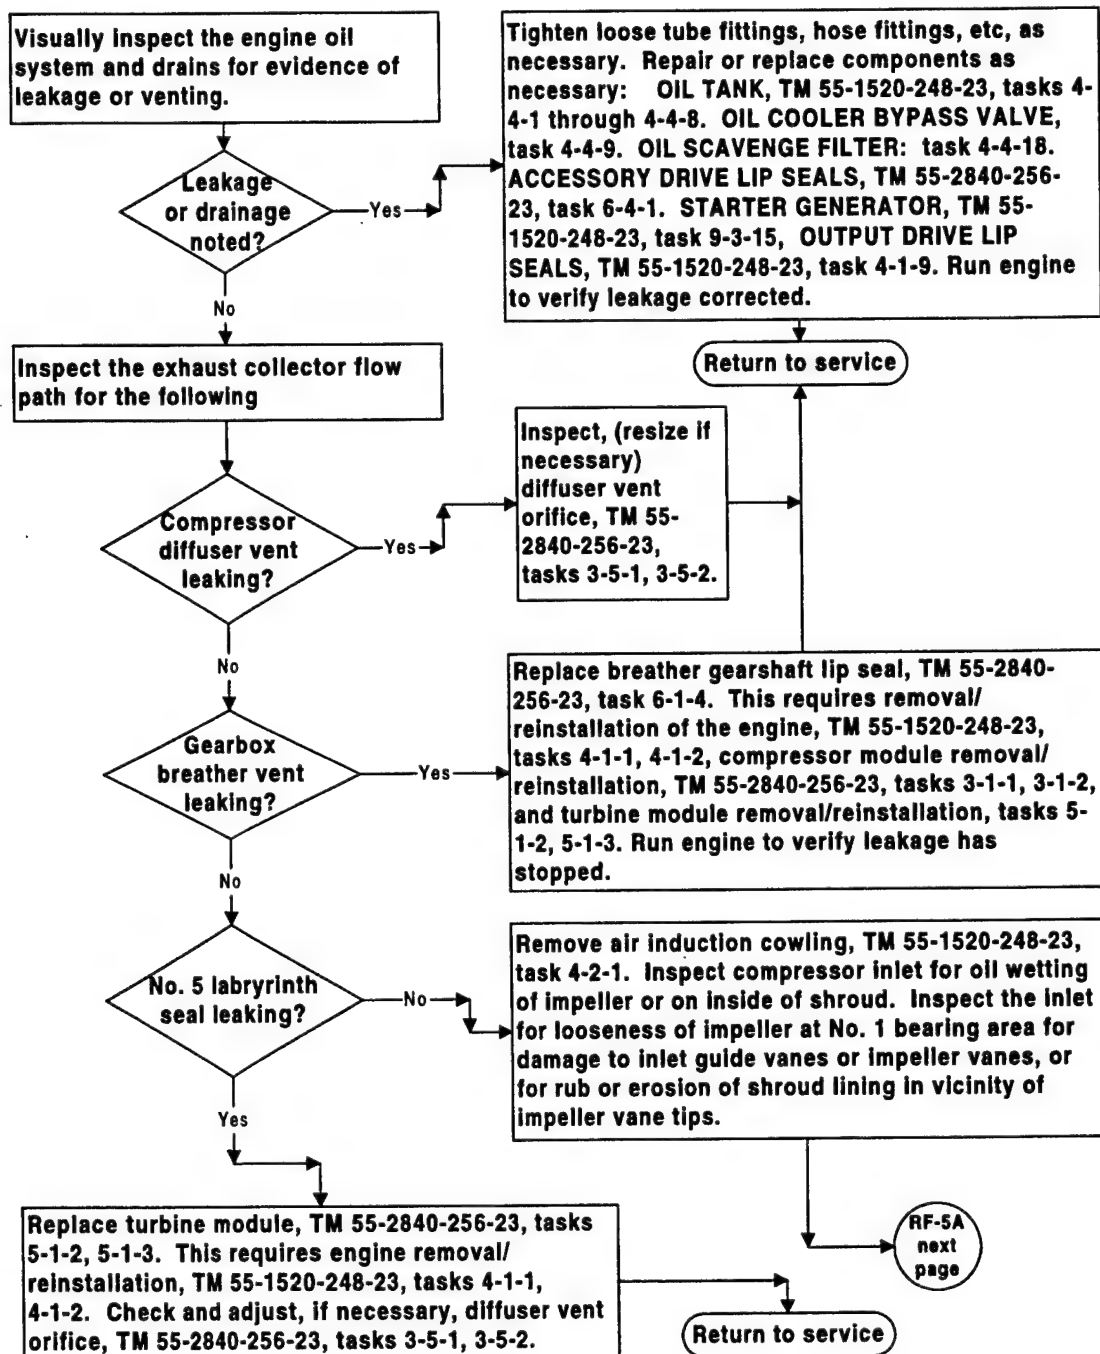 Visually inspect the engine oil
system and drains for evidence of
leakage or venting.
Leakage
or drainage
noted?
Yes
Tighten loose tube fittings, hose fittings, etc, as
necessary. Repair or replace components as
necessary: OIL TANK, TM 55-1520-248-23, tasks 4-
4-1 through 4-4-8. OIL COOLER BYPASS VALVE,
task 4-4-9. OIL SCAVENGE FILTER: task 4-4-18.
ACCESSORY DRIVE LIP SEALS, TM 55-2840-256-
23, task 6-4-1. STARTER GENERATOR, TM 55-
1520-248-23, task 9-3-15, OUTPUT DRIVE LIP
SEALS, TM 55-1520-248-23, task 4-1-9. Run engine
to verify leakage corrected.
Return to service
No
Inspect the exhaust collector flow
path for the following
Compressor
diffuser vent
leaking?
Yes
Inspect, (resize if
necessary)
diffuser vent
orifice, TM 55-
2840-256-23,
tasks 3-5-1, 3-5-2.
No
Gearbox
breather vent
leaking?
Yes
Replace breather gearshaft lip seal, TM 55-2840-
256-23, task 6-1-4. This requires removal/
reinstallation of the engine, TM 55-1520-248-23,
tasks 4-1-1, 4-1-2, compressor module removal/
reinstallation, TM 55-2840-256-23, tasks 3-1-1, 3-1-2,
and turbine module removal/reinstallation, tasks 5-
1-2, 5-1-3. Run engine to verify leakage has
stopped.
No
No. 5 labryrinth
seal leaking?
No
Remove air induction cowling, TM 55-1520-248-23,
task 4-2-1. Inspect compressor inlet for oil wetting
of impeller or on inside of shroud. Inspect the inlet
for looseness of impeller at No. 1 bearing area for
damage to inlet guide vanes or impeller vanes, or
for rub or erosion of shroud lining in vicinity of
impeller vane tips.
RF-5A
next
page
Yes
Replace turbine module, TM 55-2840-256-23, tasks
5-1-2, 5-1-3. This requires engine removal/
reinstallation, TM 55-1520-248-23, tasks 4-1-1,
4-1-2. Check and adjust, if necessary, diffuser vent
orifice, TM 55-2840-256-23, tasks 3-5-1, 3-5-2.
Return to service